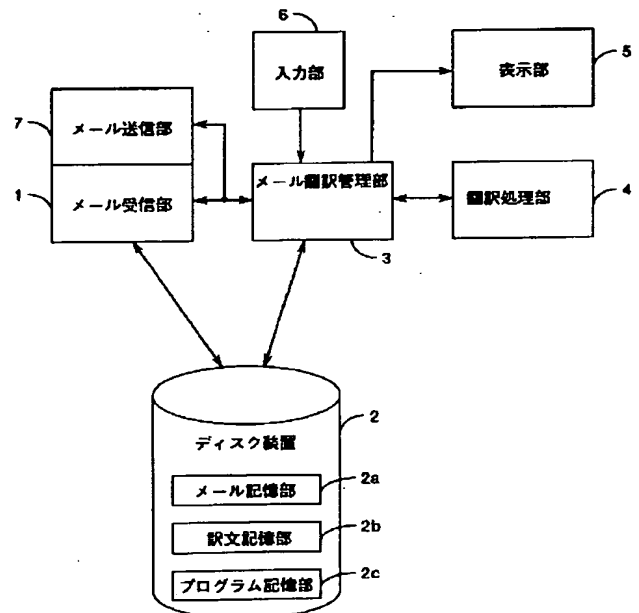 6
入力部
5
表示部
7
メール送信部
1
メール受信部
メール翻訳管理部
3
翻訳処理部
4
2
ディスク装置
メール記憶部
2a
訳文記憶部
2b
プログラム記憶部
2c